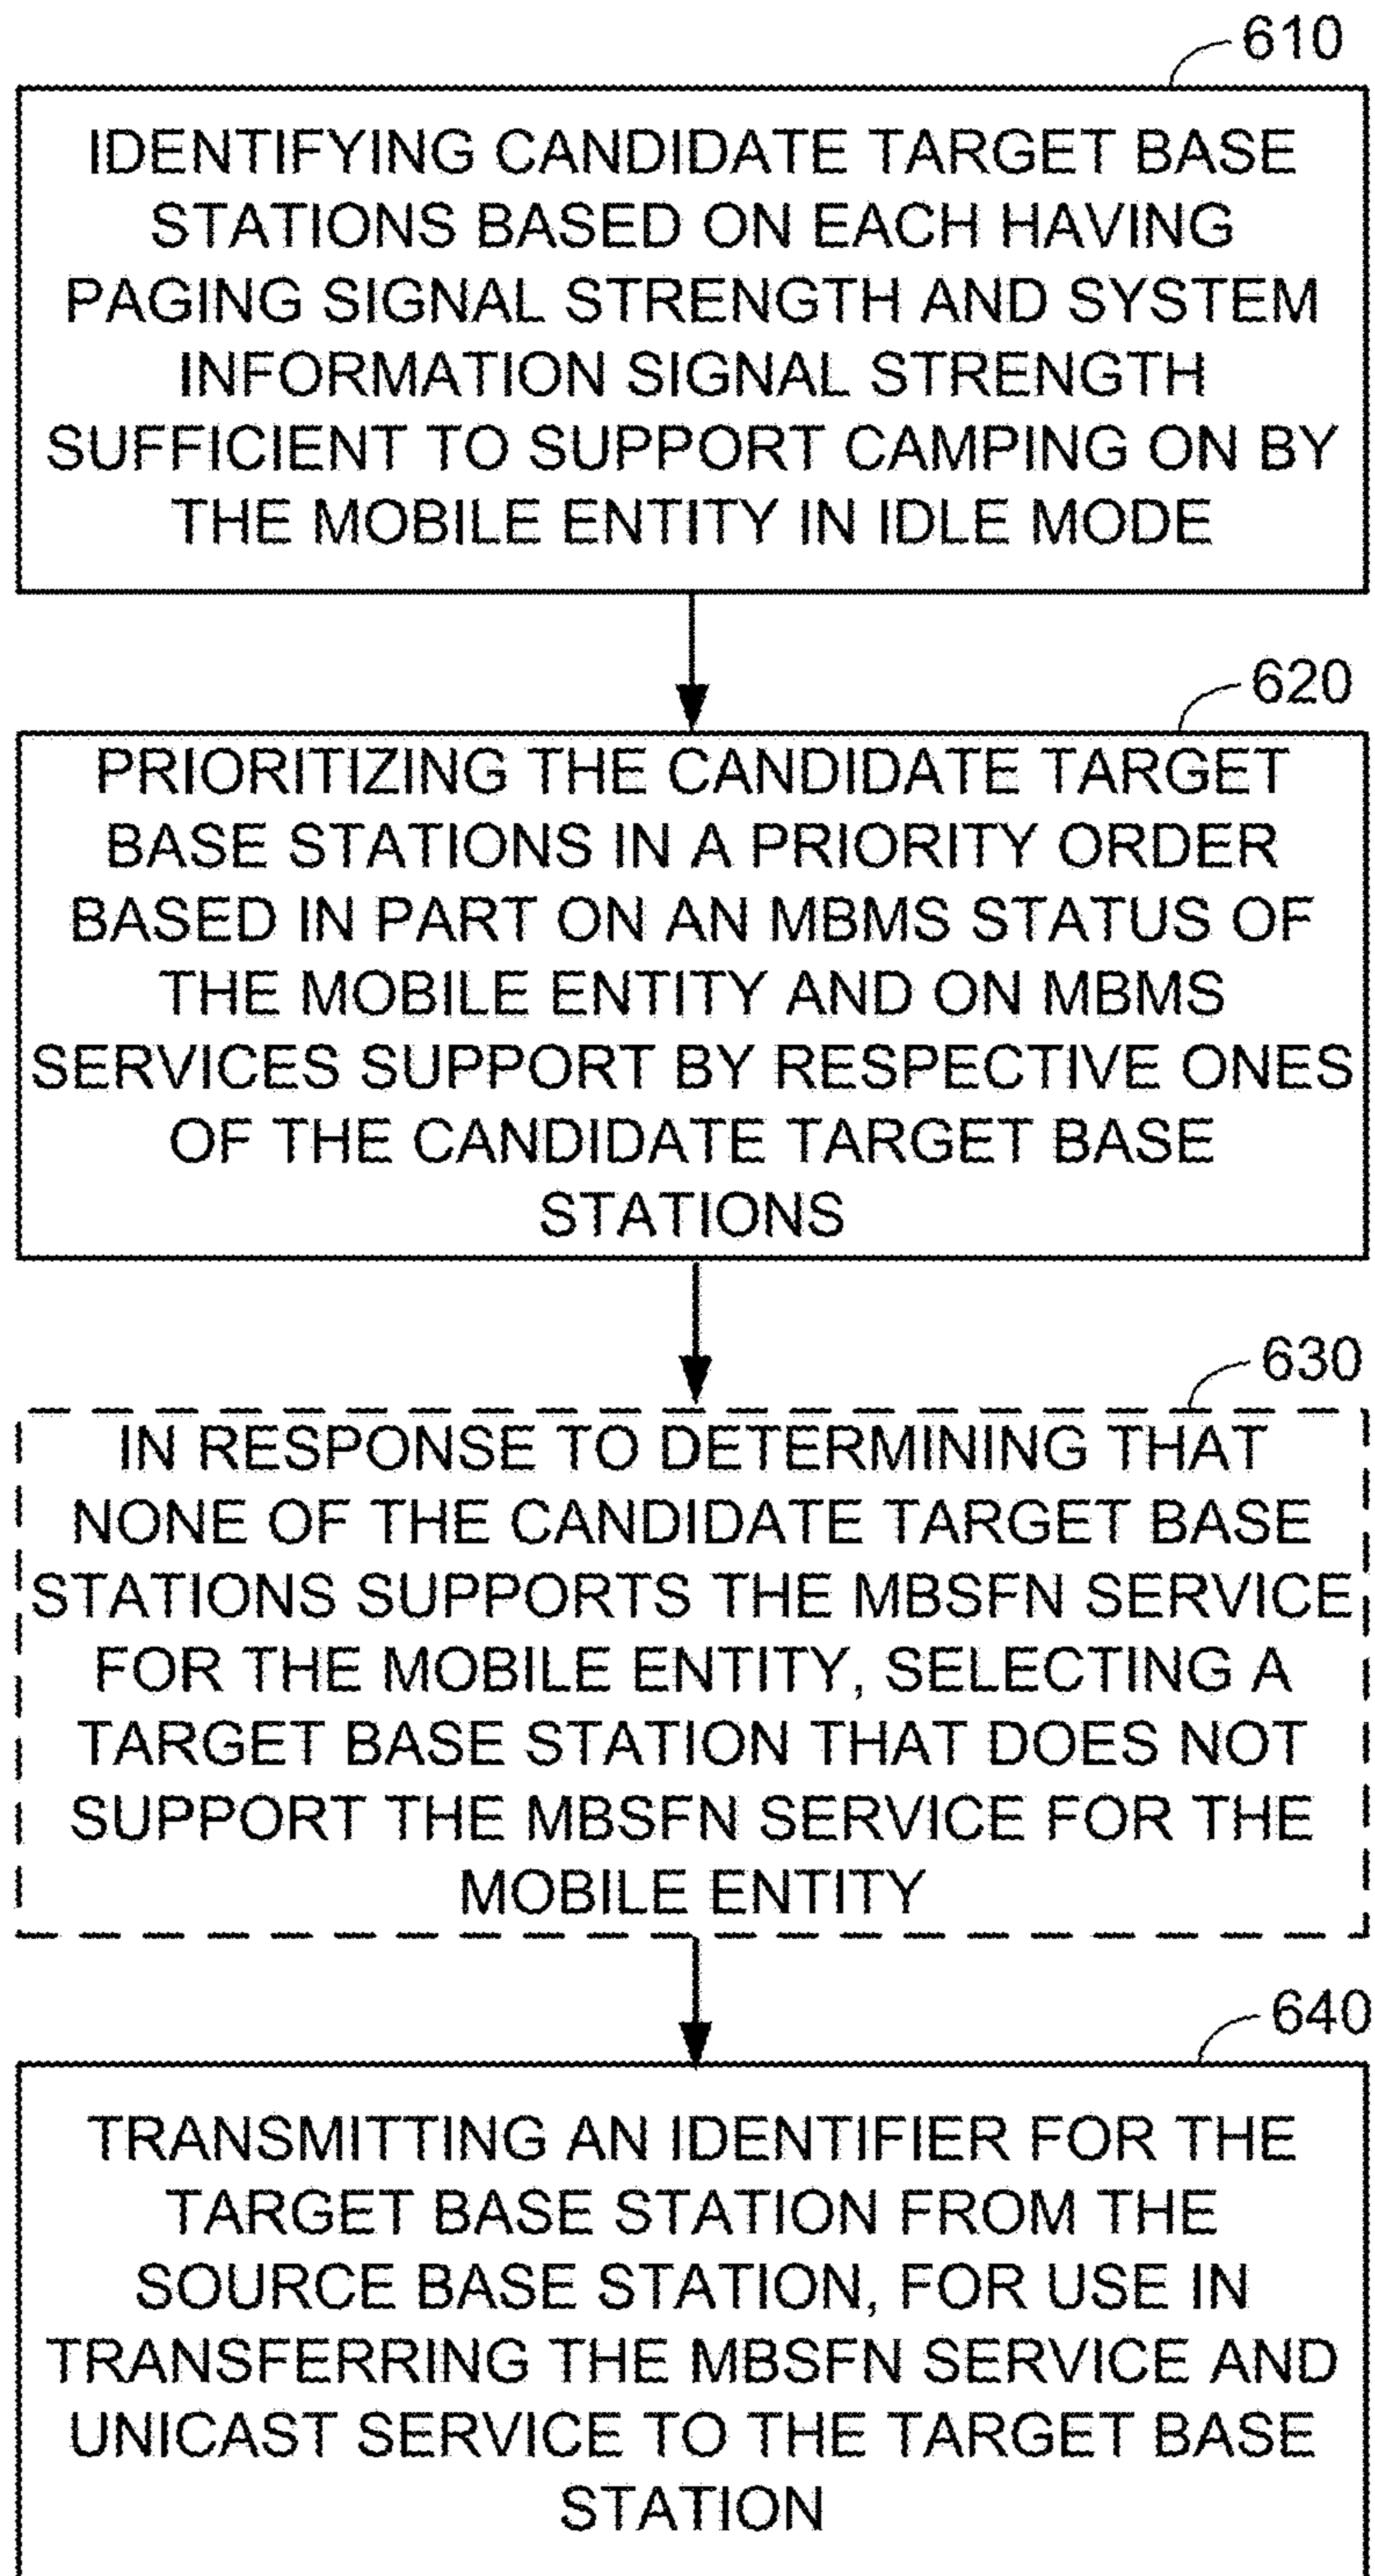 610
IDENTIFYING CANDIDATE TARGET BASE
STATIONS BASED ON EACH HAVING
PAGING SIGNAL STRENGTH AND SYSTEM
INFORMATION SIGNAL STRENGTH
SUFFICIENT TO SUPPORT CAMPING ON BY
THE MOBILE ENTITY IN IDLE MODE
620
PRIORITIZING THE CANDIDATE TARGET
BASE STATIONS IN A PRIORITY ORDER
BASED IN PART ON AN MBMS STATUS OF
THE MOBILE ENTITY AND ON MBMS
SERVICES SUPPORT BY RESPECTIVE ONES
OF THE CANDIDATE TARGET BASE
STATIONS
630
IN RESPONSE TO DETERMINING THAT
NONE OF THE CANDIDATE TARGET BASE
STATIONS SUPPORTS THE MBSFN SERVICE
FOR THE MOBILE ENTITY, SELECTING A
TARGET BASE STATION THAT DOES NOT
SUPPORT THE MBSFN SERVICE FOR THE
MOBILE ENTITY
640
TRANSMITTING AN IDENTIFIER FOR THE
TARGET BASE STATION FROM THE
SOURCE BASE STATION, FOR USE IN
TRANSFERRING THE MBSFN SERVICE AND
UNICAST SERVICE TO THE TARGET BASE
STATION